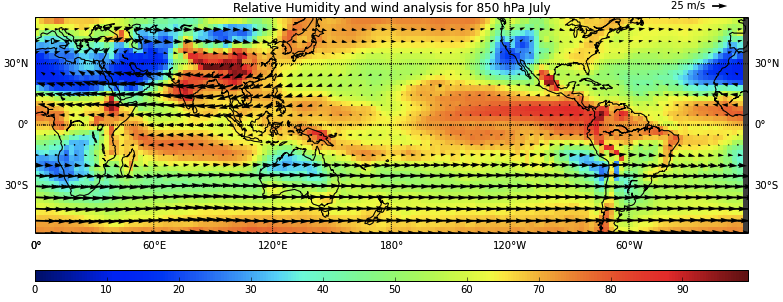 Relative Humidity and wind analysis for 850 hPa July
25 m/s
30°N 30°N
0° 0°
30°S 30°S
0° 60°E 120°E 180° 120°W 60°W
0 10 20 30 40 50 60 70 80 90